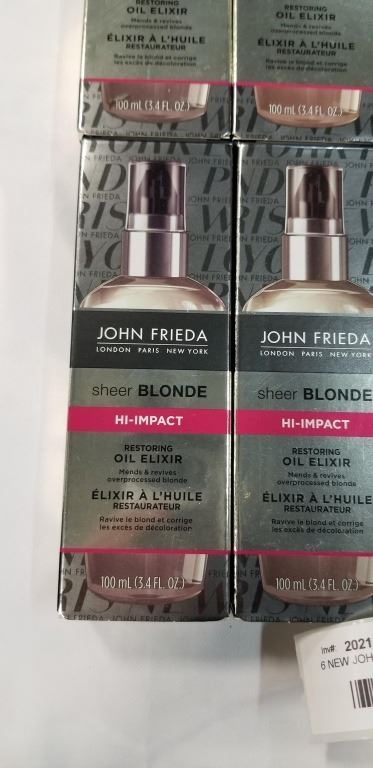 RESTORING
OIL ELIXIR
Mends & revives
overprocessed blonde
ÉLIXIR À L'HUILE
RESTAURATEUR
Ravive le blond et corrige
les excès de décoloration
100 mL (3.4 FL. OZ.)
RESTORING
OIL ELIXIR
Mends & revives
overprocessed blonde
ÉLIXIR À L'HUILE
RESTAURATEUR
Ravive le blond et corrige
les excès de décoloration
100 mL (3.4 FL. OZ.)
JOHN FRIEDA
LONDON PARIS NEW YORK
sheer BLONDE
HI-IMPACT
RESTORING
OIL ELIXIR
Mends & revives
overprocessed blonde
ÉLIXIR À L'HUILE
RESTAURATEUR
Ravive le blond et corrige
les excès de décoloration
100 mL (3.4 FL. OZ.)
JOHN FRIEDA
LONDON PARIS NEW YORK
sheer BLONDE
HI-IMPACT
RESTORING
OIL ELIXIR
Mends & revives
overprocessed blonde
ÉLIXIR À L'HUILE
RESTAURATEUR
Ravive le blond et corrige
les excès de décoloration
100 mL (3.4 FL. OZ.)
Inv#: 2021
6 NEW JOH